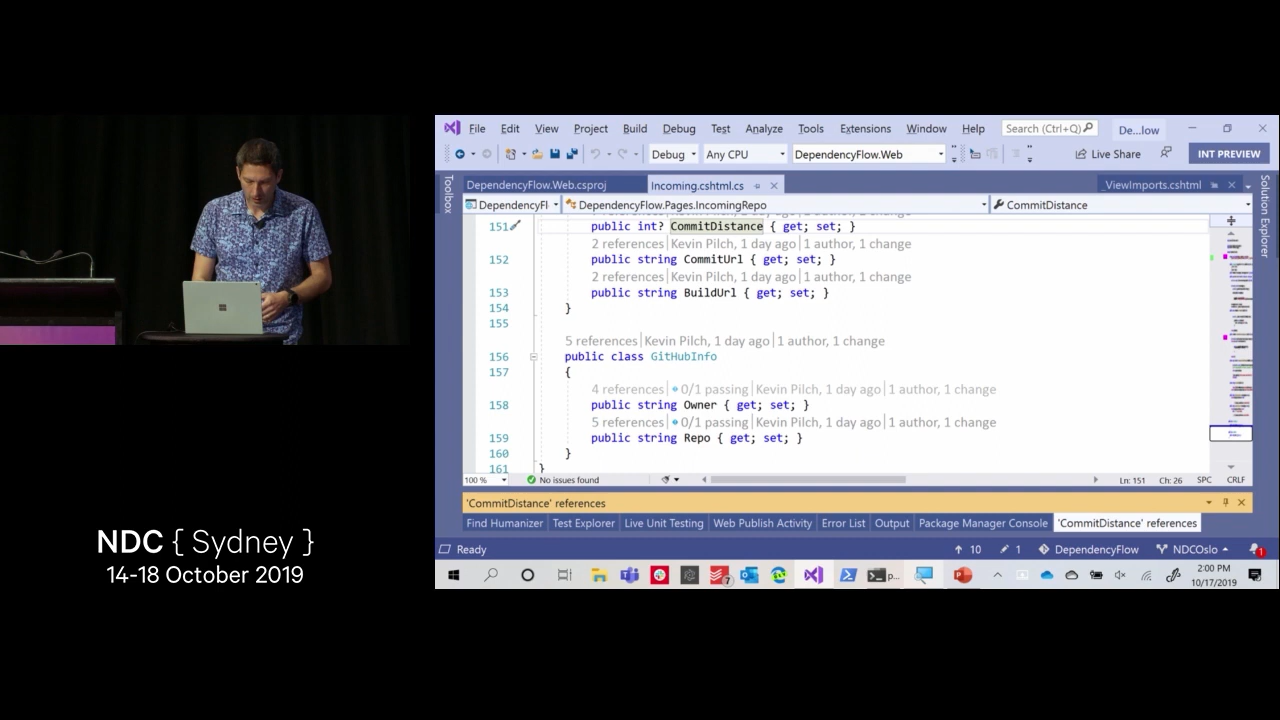 File Edit View Project Build Debug Test Analyze Tools Extensions Window Help Search (Ctrl+Q) De...low
Debug Any CPU DependencyFlow.Web Live Share INT PREVIEW
Toolbox
DependencyFlow.Web.csproj Incoming.cshtml.cs _ViewImports.cshtml
Solution Explorer
DependencyFl DependencyFlow.Pages.IncomingRepo CommitDistance
151 public int? CommitDistance { get; set; }
2 references | Kevin Pilch, 1 day ago | 1 author, 1 change
152 public string CommitUrl { get; set; }
2 references | Kevin Pilch, 1 day ago | 1 author, 1 change
153 public string BuildUrl { get; set; }
154 }
155
5 references | Kevin Pilch, 1 day ago | 1 author, 1 change
156 public class GitHubInfo
157 {
4 references | 0/1 passing | Kevin Pilch, 1 day ago | 1 author, 1 change
158 public string Owner { get; set; }
5 references | 0/1 passing | Kevin Pilch, 1 day ago | 1 author, 1 change
159 public string Repo { get; set; }
160 }
161 }
100 % No issues found Ln: 151 Ch: 26 SPC CRLF
'CommitDistance' references
Find Humanizer Test Explorer Live Unit Testing Web Publish Activity Error List Output Package Manager Console 'CommitDistance' references
Ready 10 1 DependencyFlow NDCOslo 1
7 p... 2:00 PM
10/17/2019
NDC { Sydney }
14-18 October 2019